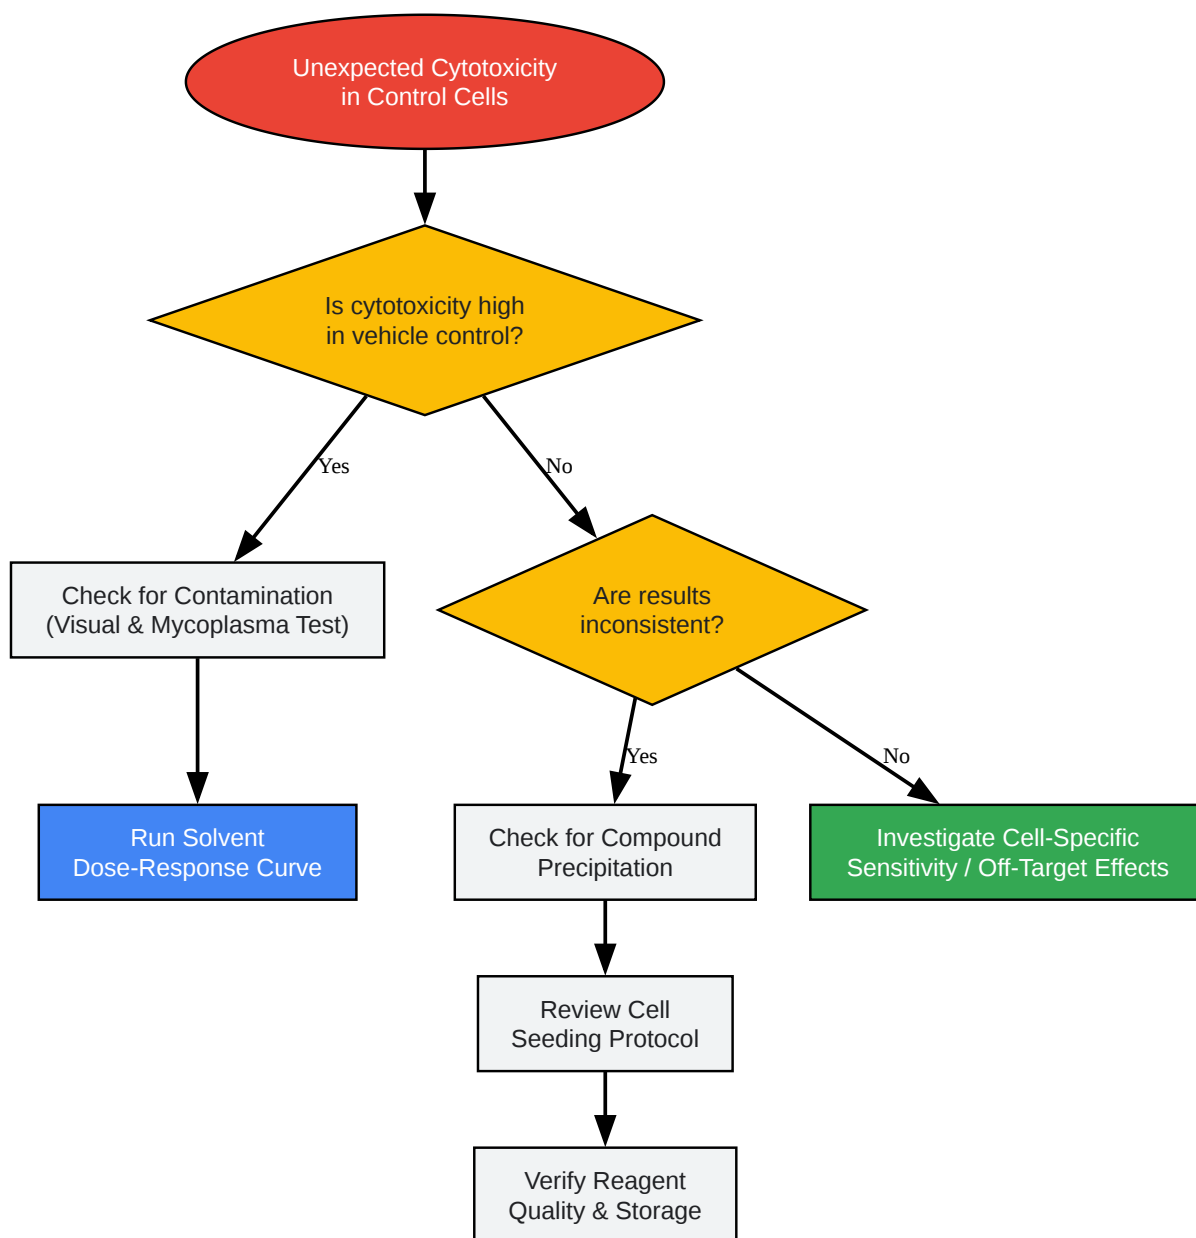 Unexpected Cytotoxicity
in Control Cells
Is cytotoxicity high
in vehicle control?
Yes
No
Check for Contamination
(Visual & Mycoplasma Test)
Are results
inconsistent?
Yes
No
Run Solvent
Dose-Response Curve
Check for Compound
Precipitation
Investigate Cell-Specific
Sensitivity / Off-Target Effects
Review Cell
Seeding Protocol
Verify Reagent
Quality & Storage